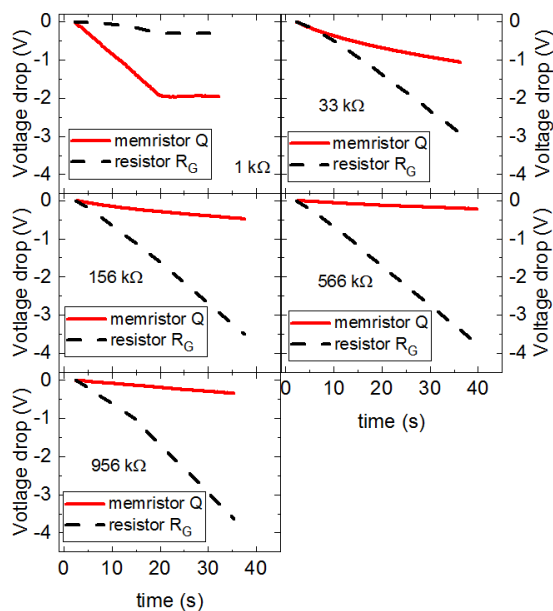 0
-1
-2
-3
-4
Votlage drop (V)
memristor Q
resistor R_G
1 kΩ
33 kΩ
memristor Q
resistor R_G
0
-1
-2
-3
-4
Voltage drop (V)
0
-1
-2
-3
-4
Votlage drop (V)
156 kΩ
memristor Q
resistor R_G
566 kΩ
memristor Q
resistor R_G
0
-1
-2
-3
-4
Votlage drop (V)
0 10 20 30 40
time (s)
0
-1
-2
-3
-4
Votlage drop (V)
956 kΩ
memristor Q
resistor R_G
0 10 20 30 40
time (s)